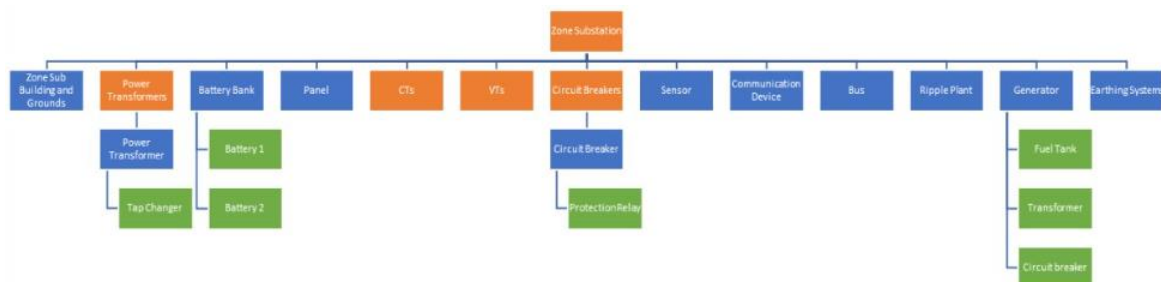 Zone Substation
Zone Sub
Building and
Grounds
Power
Transformers
Battery Bank
Panel
CTs
VTs
Circuit Breakers
Sensor
Communication
Device
Bus
Ripple Plant
Generator
Earthing Systems
Power
Transformer
Battery 1
Circuit Breaker
Fuel Tank
Tap Changer
Battery 2
Protection Relay
Transformer
Circuit breaker